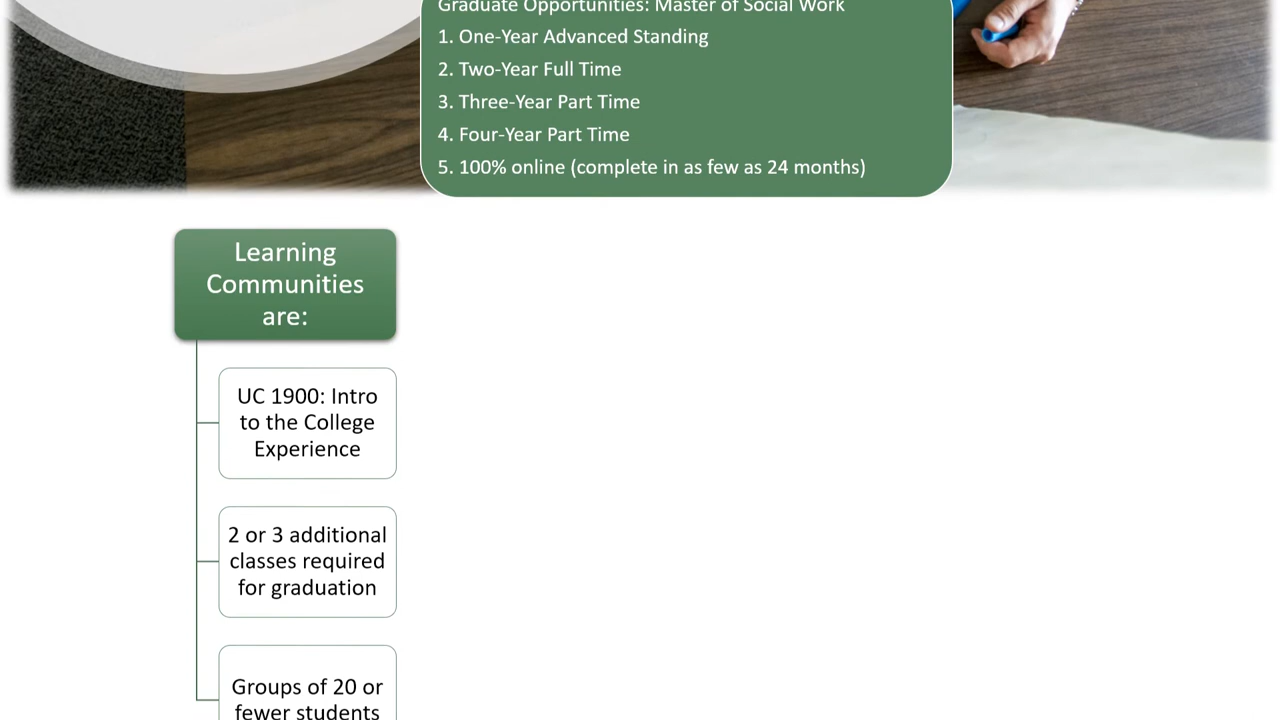 Graduate Opportunities: Master of Social Work
1. One-Year Advanced Standing
2. Two-Year Full Time
3. Three-Year Part Time
4. Four-Year Part Time
5. 100% online (complete in as few as 24 months)
Learning
Communities
are:
UC 1900: Intro
to the College
Experience
2 or 3 additional
classes required
for graduation
Groups of 20 or
fewer students